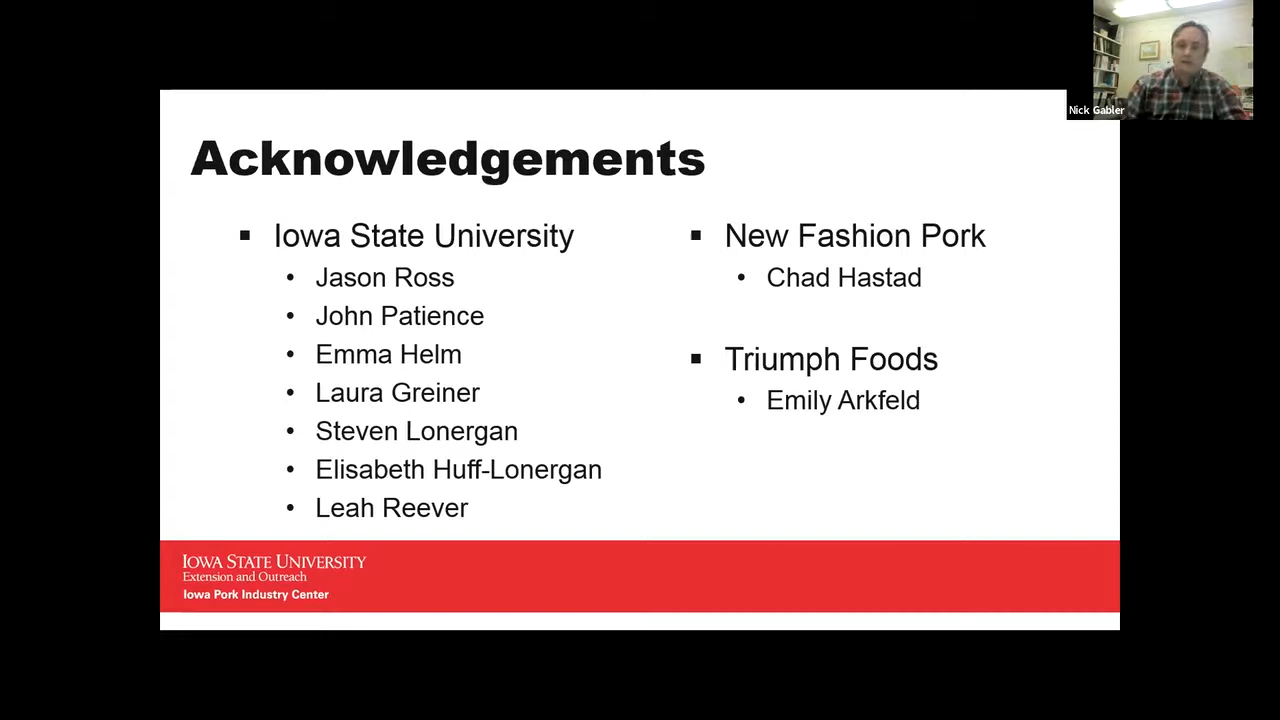 Nick Gabler
Acknowledgements
▪ Iowa State University
• Jason Ross
• John Patience
• Emma Helm
• Laura Greiner
• Steven Lonergan
• Elisabeth Huff-Lonergan
• Leah Reever
▪ New Fashion Pork
• Chad Hastad
▪ Triumph Foods
• Emily Arkfeld
IOWA STATE UNIVERSITY
Extension and Outreach
Iowa Pork Industry Center